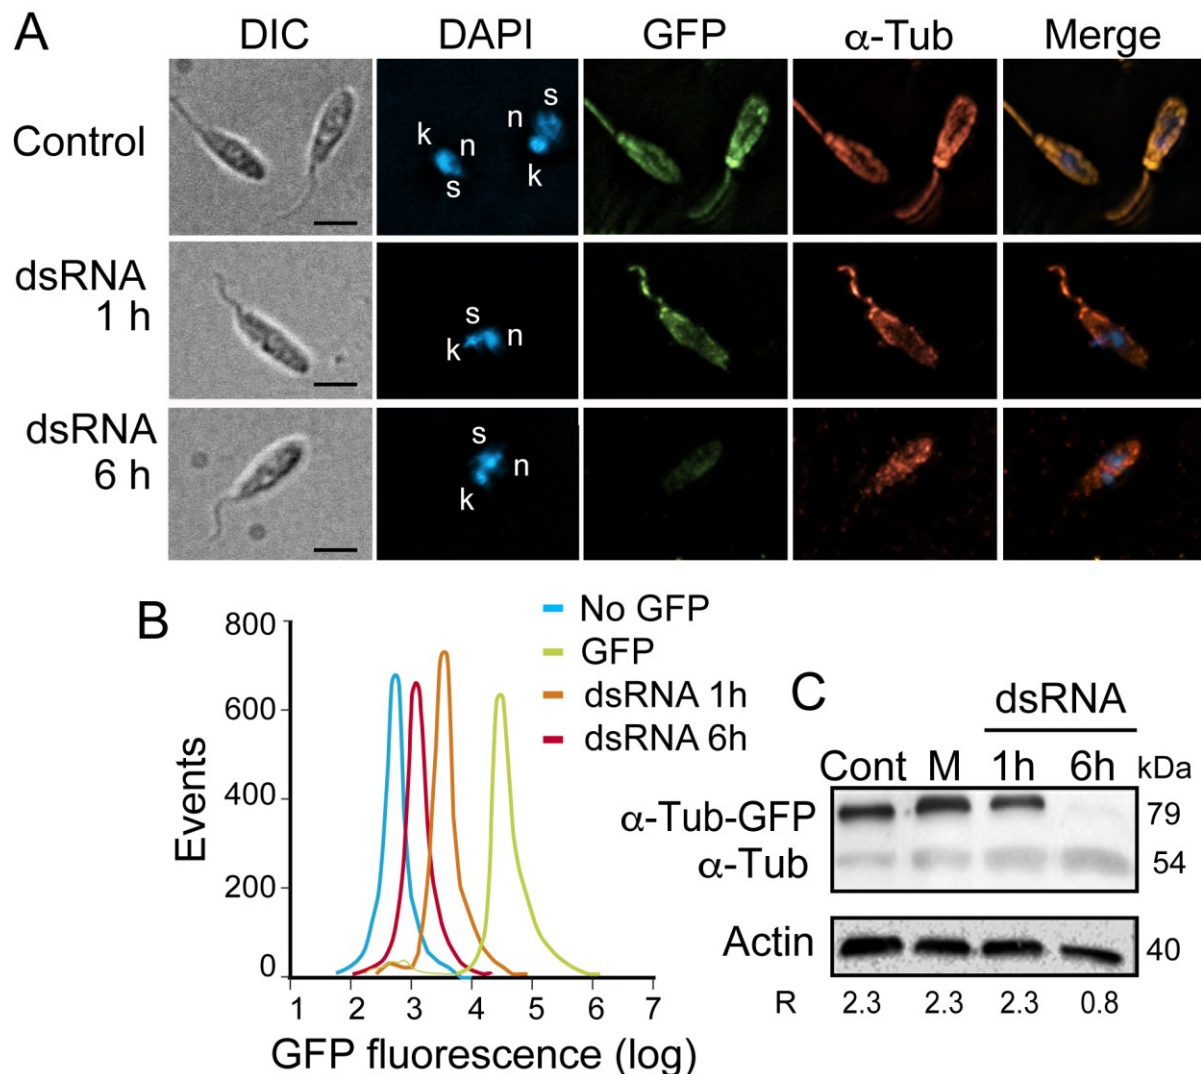 A
DIC DAPI GFP α-Tub Merge
Control
s
n
k n
s k
dsRNA
1 h
s
k n
dsRNA
6 h
s
n
k
B
No GFP
GFP
dsRNA 1h
dsRNA 6h
800
600
400
200
0
Events
1 2 3 4 5 6 7
GFP fluorescence (log)
C
dsRNA
Cont M 1h 6h kDa
α-Tub-GFP 79
α-Tub 54
Actin 40
R 2.3 2.3 2.3 0.8